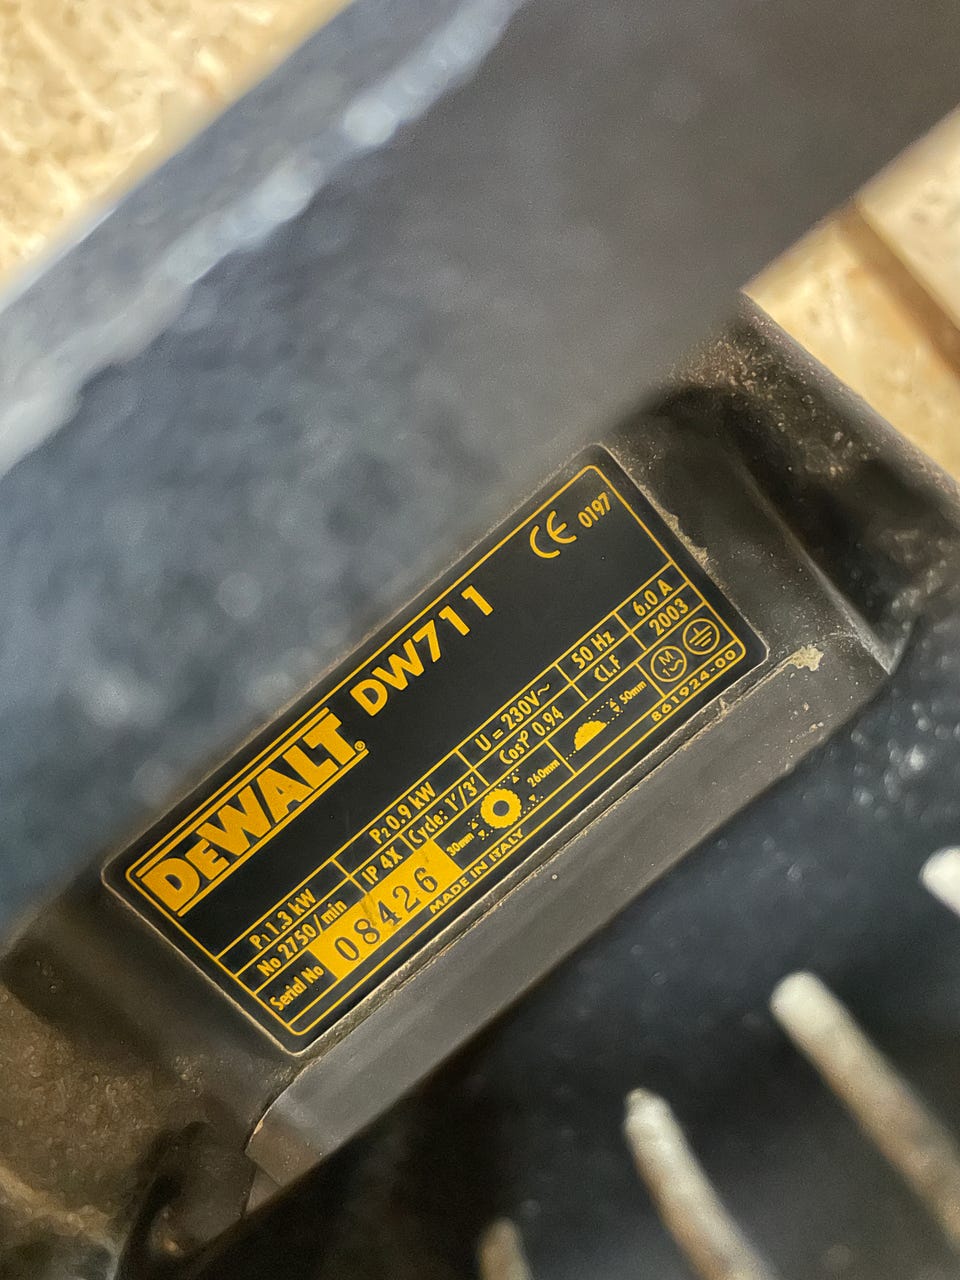 DEWALT® DW711 CE 0197
P1 1.3 kW P2 0.9 kW U = 230V~ 50 Hz 6.0 A
No 2750/min IP 4X Cycle: 1'/3' Cosφ 0.94 CL.F 2003
Serial No 08426 30mm 260mm 50mm M 1~
MADE IN ITALY 861924-00